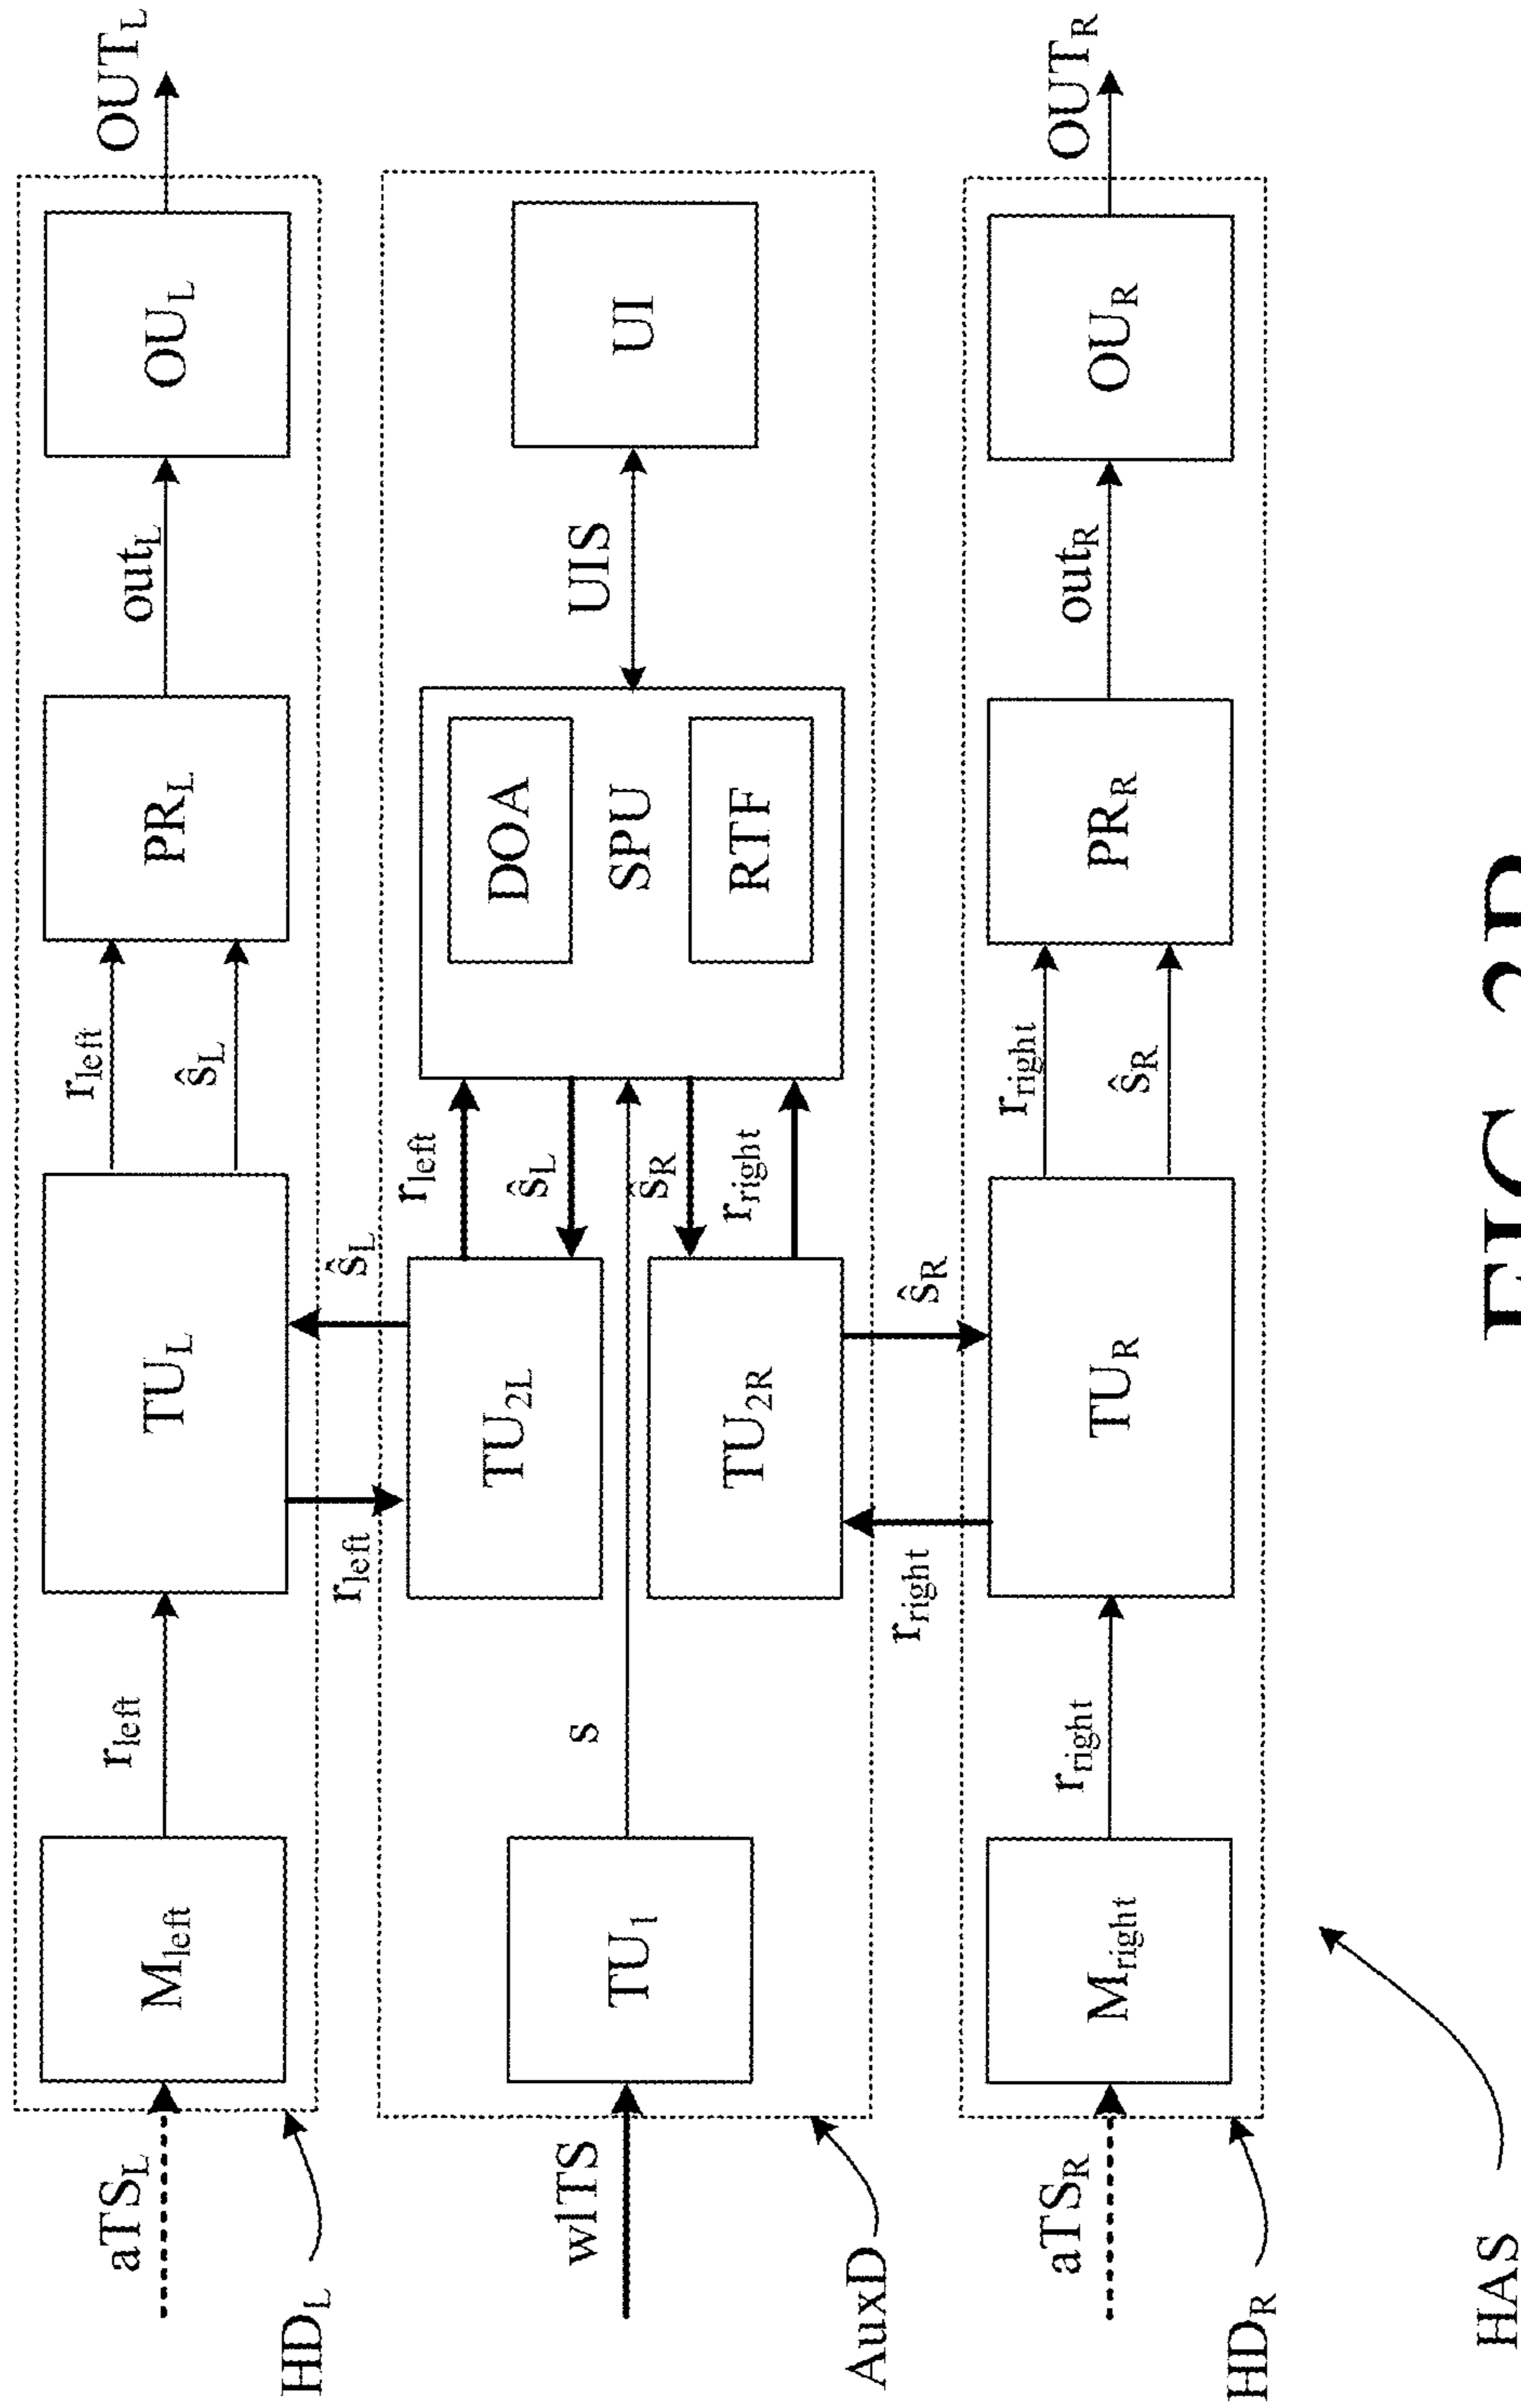 aTS_L
M_left
r_left
TU_L
r_left
ŝ_L
PR_L
out_L
OU_L
OUT_L
HD_L
r_left
ŝ_L
wlTS
TU_1
s
TU_2L
r_left
ŝ_L
TU_2R
ŝ_R
r_right
DOA
SPU
RTF
UIS
UI
AuxD
r_right
ŝ_R
aTS_R
M_right
r_right
TU_R
r_right
ŝ_R
PR_R
out_R
OU_R
OUT_R
HD_R
HAS